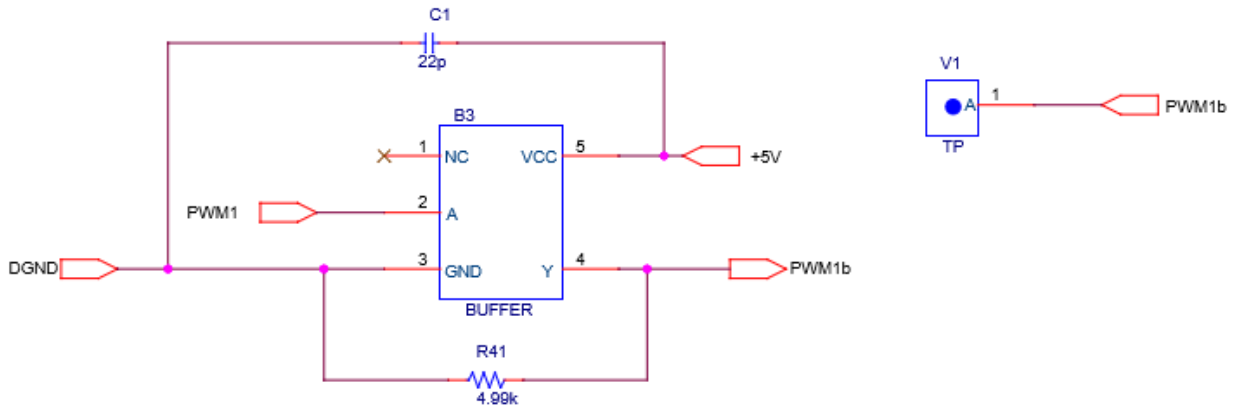 C1
22p
V1
1
A
PWM1b
TP
B3
1
NC
VCC
5
+5V
PWM1
2
A
DGND
3
GND
Y
4
PWM1b
BUFFER
R41
4.99k